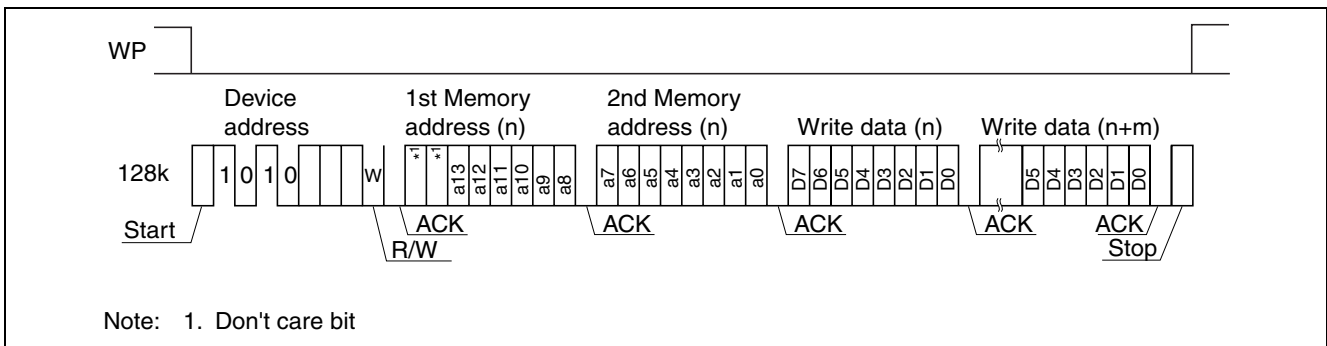 WP
Device address
1st Memory address (n)
2nd Memory address (n)
Write data (n)
Write data (n+m)
128k
1 0 1 0 W *1 *1 a13 a12 a11 a10 a9 a8 a7 a6 a5 a4 a3 a2 a1 a0 D7 D6 D5 D4 D3 D2 D1 D0 D5 D4 D3 D2 D1 D0
Start
R/W
ACK
ACK
ACK
ACK
ACK
Stop
Note: 1. Don't care bit